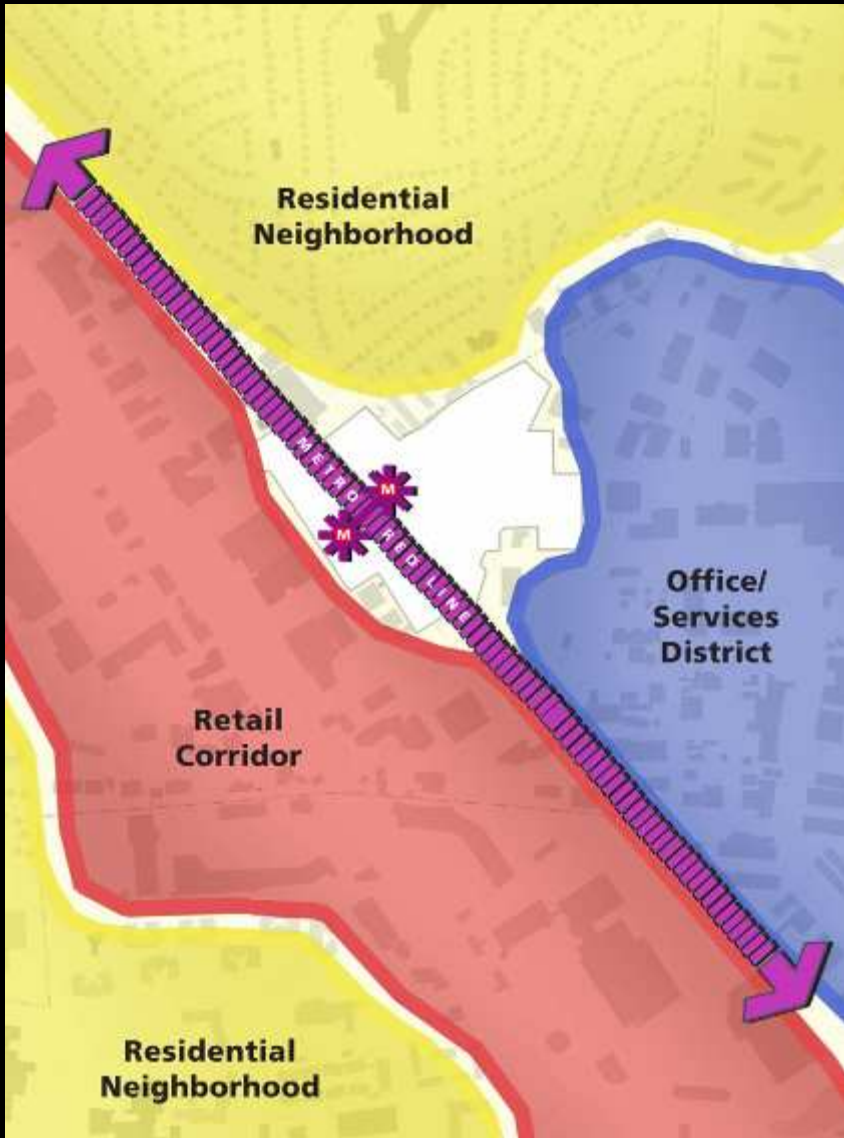 Residential
Neighborhood
METRO RED LINE
M
M
Office/
Services
District
Retail
Corridor
Residential
Neighborhood